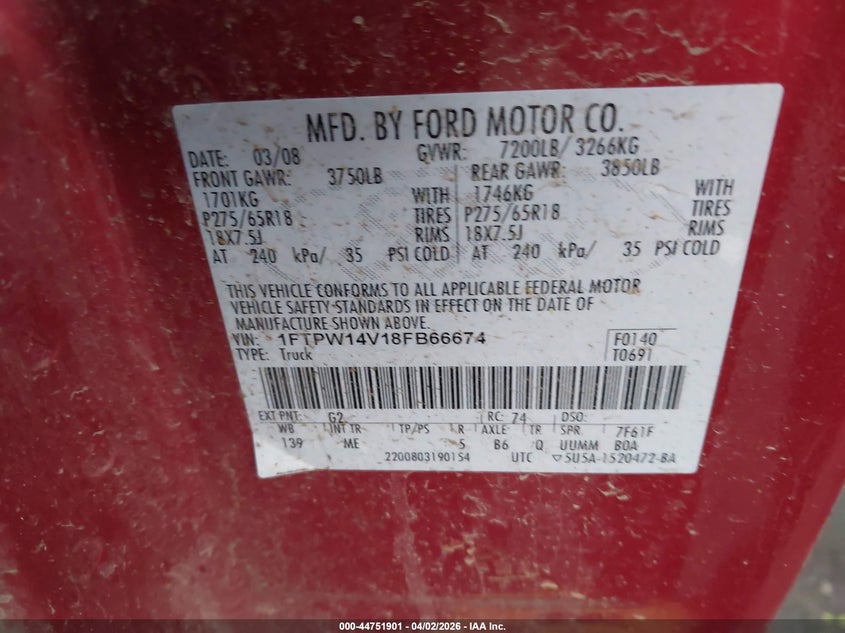 MFD. BY FORD MOTOR CO.
DATE: 03/08 GVWR: 7200LB/ 3266KG
FRONT GAWR: 3750LB REAR GAWR: 3850LB
1701KG WITH 1746KG WITH
P275/65R18 TIRES P275/65R18 TIRES
18X7.5J RIMS 18X7.5J RIMS
AT 240 kPa/ 35 PSI COLD AT 240 kPa/ 35 PSI COLD
THIS VEHICLE CONFORMS TO ALL APPLICABLE FEDERAL MOTOR
VEHICLE SAFETY STANDARDS IN EFFECT ON THE DATE OF
MANUFACTURE SHOWN ABOVE.
VIN: 1FTPW14V18FB66674 F0140
TYPE: Truck T0691
EXT PNT: G2 RC: 74 DSO:
WB INT TR TP/PS R AXLE TR SPR 7F61F
139 ME 5 B6 Q UUMM BOA
2200803190154 UTC ▽5U5A-1520472-BA
000-44751901 - 04/02/2026 - IAA Inc.